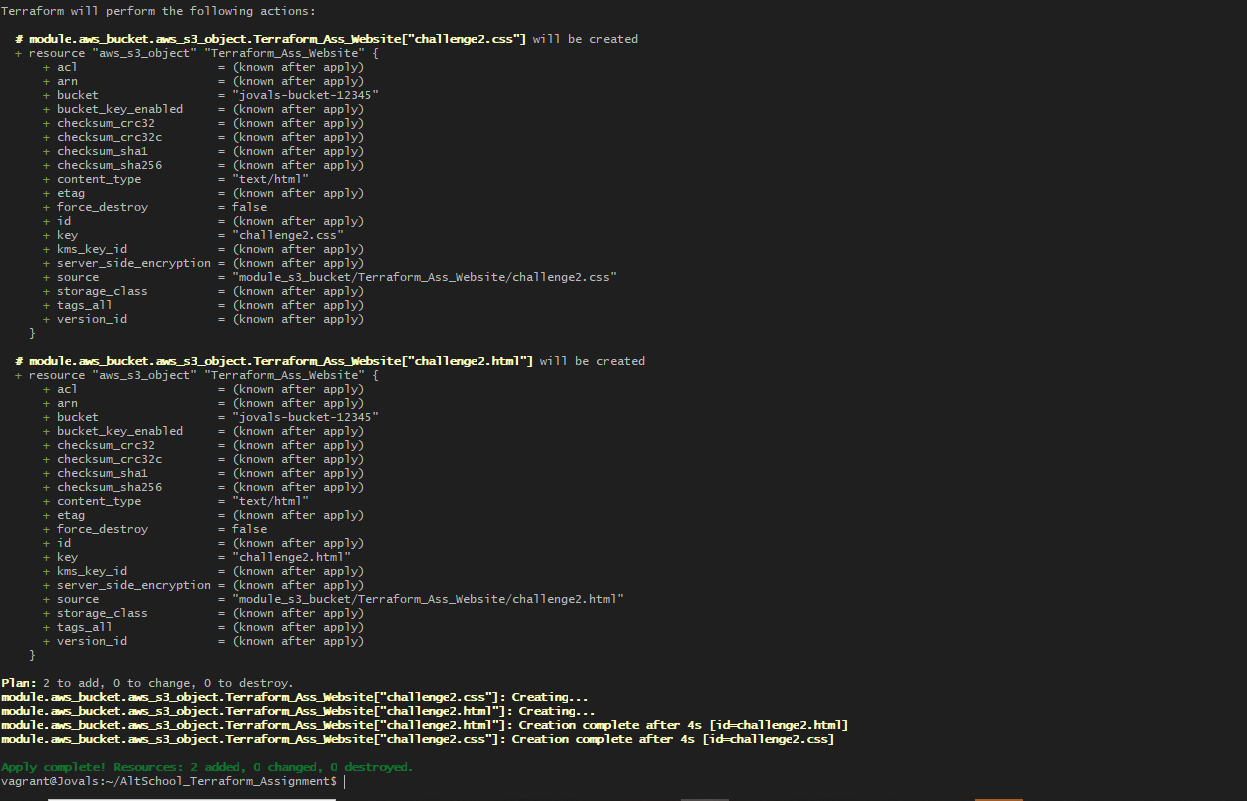 Terraform will perform the following actions:
# module.aws_bucket.aws_s3_object.Terraform_Ass_Website["challenge2.css"] will be created
+ resource "aws_s3_object" "Terraform_Ass_Website" {
+ acl = (known after apply)
+ arn = (known after apply)
+ bucket = "jovals-bucket-12345"
+ bucket_key_enabled = (known after apply)
+ checksum_crc32 = (known after apply)
+ checksum_crc32c = (known after apply)
+ checksum_sha1 = (known after apply)
+ checksum_sha256 = (known after apply)
+ content_type = "text/html"
+ etag = (known after apply)
+ force_destroy = false
+ id = (known after apply)
+ key = "challenge2.css"
+ kms_key_id = (known after apply)
+ server_side_encryption = (known after apply)
+ source = "module_s3_bucket/Terraform_Ass_Website/challenge2.css"
+ storage_class = (known after apply)
+ tags_all = (known after apply)
+ version_id = (known after apply)
}
# module.aws_bucket.aws_s3_object.Terraform_Ass_Website["challenge2.html"] will be created
+ resource "aws_s3_object" "Terraform_Ass_Website" {
+ acl = (known after apply)
+ arn = (known after apply)
+ bucket = "jovals-bucket-12345"
+ bucket_key_enabled = (known after apply)
+ checksum_crc32 = (known after apply)
+ checksum_crc32c = (known after apply)
+ checksum_sha1 = (known after apply)
+ checksum_sha256 = (known after apply)
+ content_type = "text/html"
+ etag = (known after apply)
+ force_destroy = false
+ id = (known after apply)
+ key = "challenge2.html"
+ kms_key_id = (known after apply)
+ server_side_encryption = (known after apply)
+ source = "module_s3_bucket/Terraform_Ass_Website/challenge2.html"
+ storage_class = (known after apply)
+ tags_all = (known after apply)
+ version_id = (known after apply)
}
Plan: 2 to add, 0 to change, 0 to destroy.
module.aws_bucket.aws_s3_object.Terraform_Ass_Website["challenge2.css"]: Creating...
module.aws_bucket.aws_s3_object.Terraform_Ass_Website["challenge2.html"]: Creating...
module.aws_bucket.aws_s3_object.Terraform_Ass_Website["challenge2.html"]: Creation complete after 4s [id=challenge2.html]
module.aws_bucket.aws_s3_object.Terraform_Ass_Website["challenge2.css"]: Creation complete after 4s [id=challenge2.css]
Apply complete! Resources: 2 added, 0 changed, 0 destroyed.
vagrant@Jovals:~/AltSchool_Terraform_Assignment$